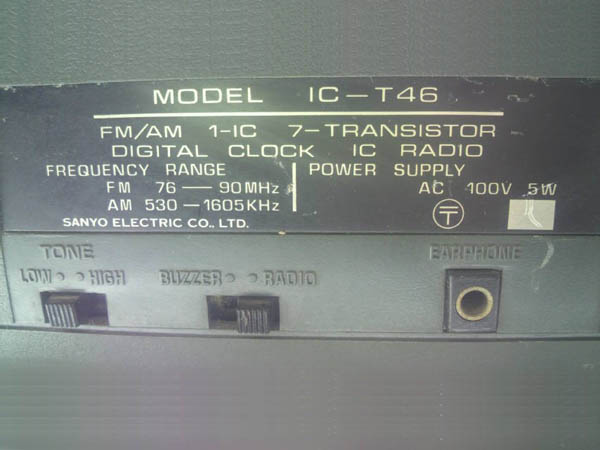 MODEL IC-T46
FM/AM 1-IC 7-TRANSISTOR
DIGITAL CLOCK IC RADIO
FREQUENCY RANGE
FM 76-90MHz
AM 530-1605KHz
SANYO ELECTRIC CO., LTD.
POWER SUPPLY
AC 100V 5W
〒
TONE
LOW HIGH
BUZZER RADIO
EARPHONE